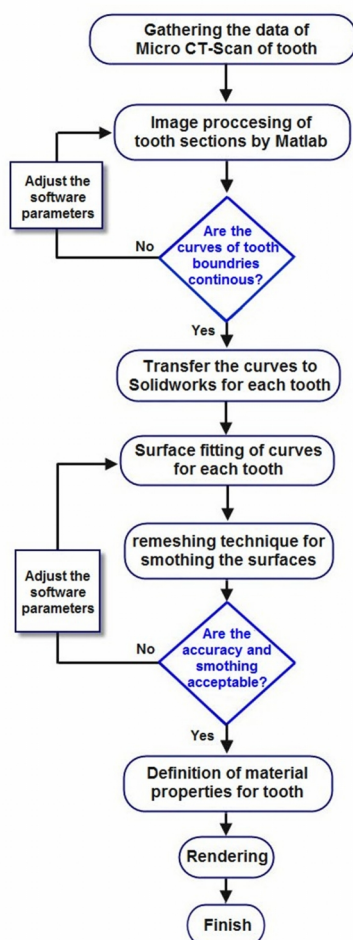 Gathering the data of
Micro CT-Scan of tooth
Image proccesing of
tooth sections by Matlab
Adjust the
software
parameters
Are the
curves of tooth
boundries
continous?
No
Yes
Transfer the curves to
Solidworks for each tooth
Surface fitting of curves
for each tooth
remeshing technique for
smothing the surfaces
Adjust the
software
parameters
Are the
accuracy and
smothing
acceptable?
No
Yes
Definition of material
properties for tooth
Rendering
Finish